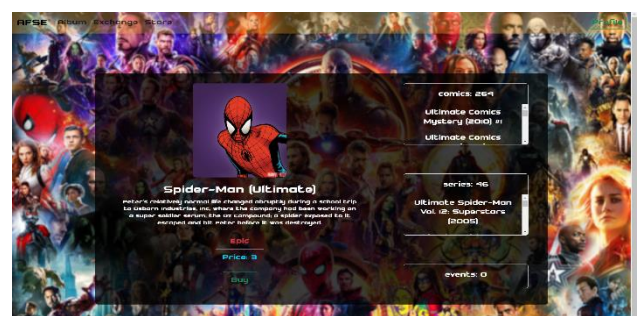 AFSE Album Exchange Store Profile
Spider-Man (Ultimate)
Peter's relatively normal life changed abruptly during a school trip
to Osborn Industries, Inc, where the company had been working on
a super soldier serum, the Oz compound; a spider exposed to it
escaped and bit Peter before it was destroyed.
Epic
Price: 3
Buy
comics: 264
Ultimate Comics
Mystery (2010) #1
Ultimate Comics
series: 46
Ultimate Spider-Man
Vol. 12: Superstars
(2005)
events: 0